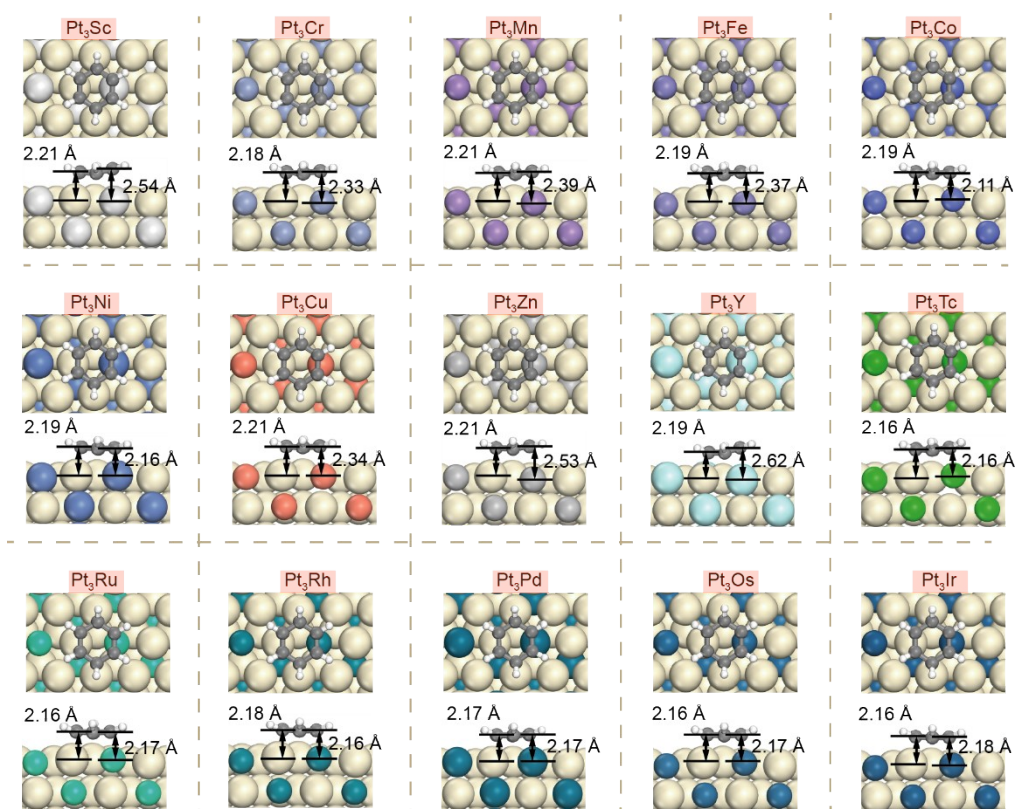 Pt₃Sc
Pt₃Cr
Pt₃Mn
Pt₃Fe
Pt₃Co
2.21 Å
2.54 Å
2.18 Å
2.33 Å
2.21 Å
2.39 Å
2.19 Å
2.37 Å
2.19 Å
2.11 Å
Pt₃Ni
Pt₃Cu
Pt₃Zn
Pt₃Y
Pt₃Tc
2.19 Å
2.16 Å
2.21 Å
2.34 Å
2.21 Å
2.53 Å
2.19 Å
2.62 Å
2.16 Å
2.16 Å
Pt₃Ru
Pt₃Rh
Pt₃Pd
Pt₃Os
Pt₃Ir
2.16 Å
2.17 Å
2.18 Å
2.16 Å
2.17 Å
2.17 Å
2.16 Å
2.17 Å
2.16 Å
2.18 Å